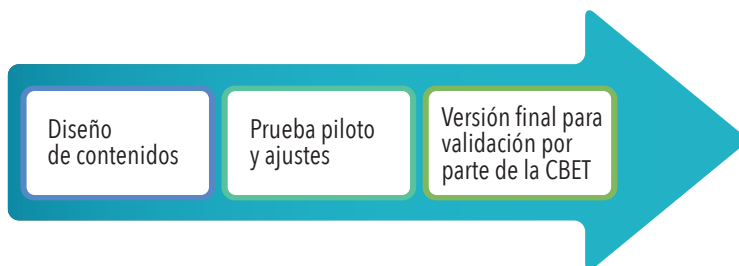 Diseño
de contenidos
Prueba piloto
y ajustes
Versión final para
validación por
parte de la CBET